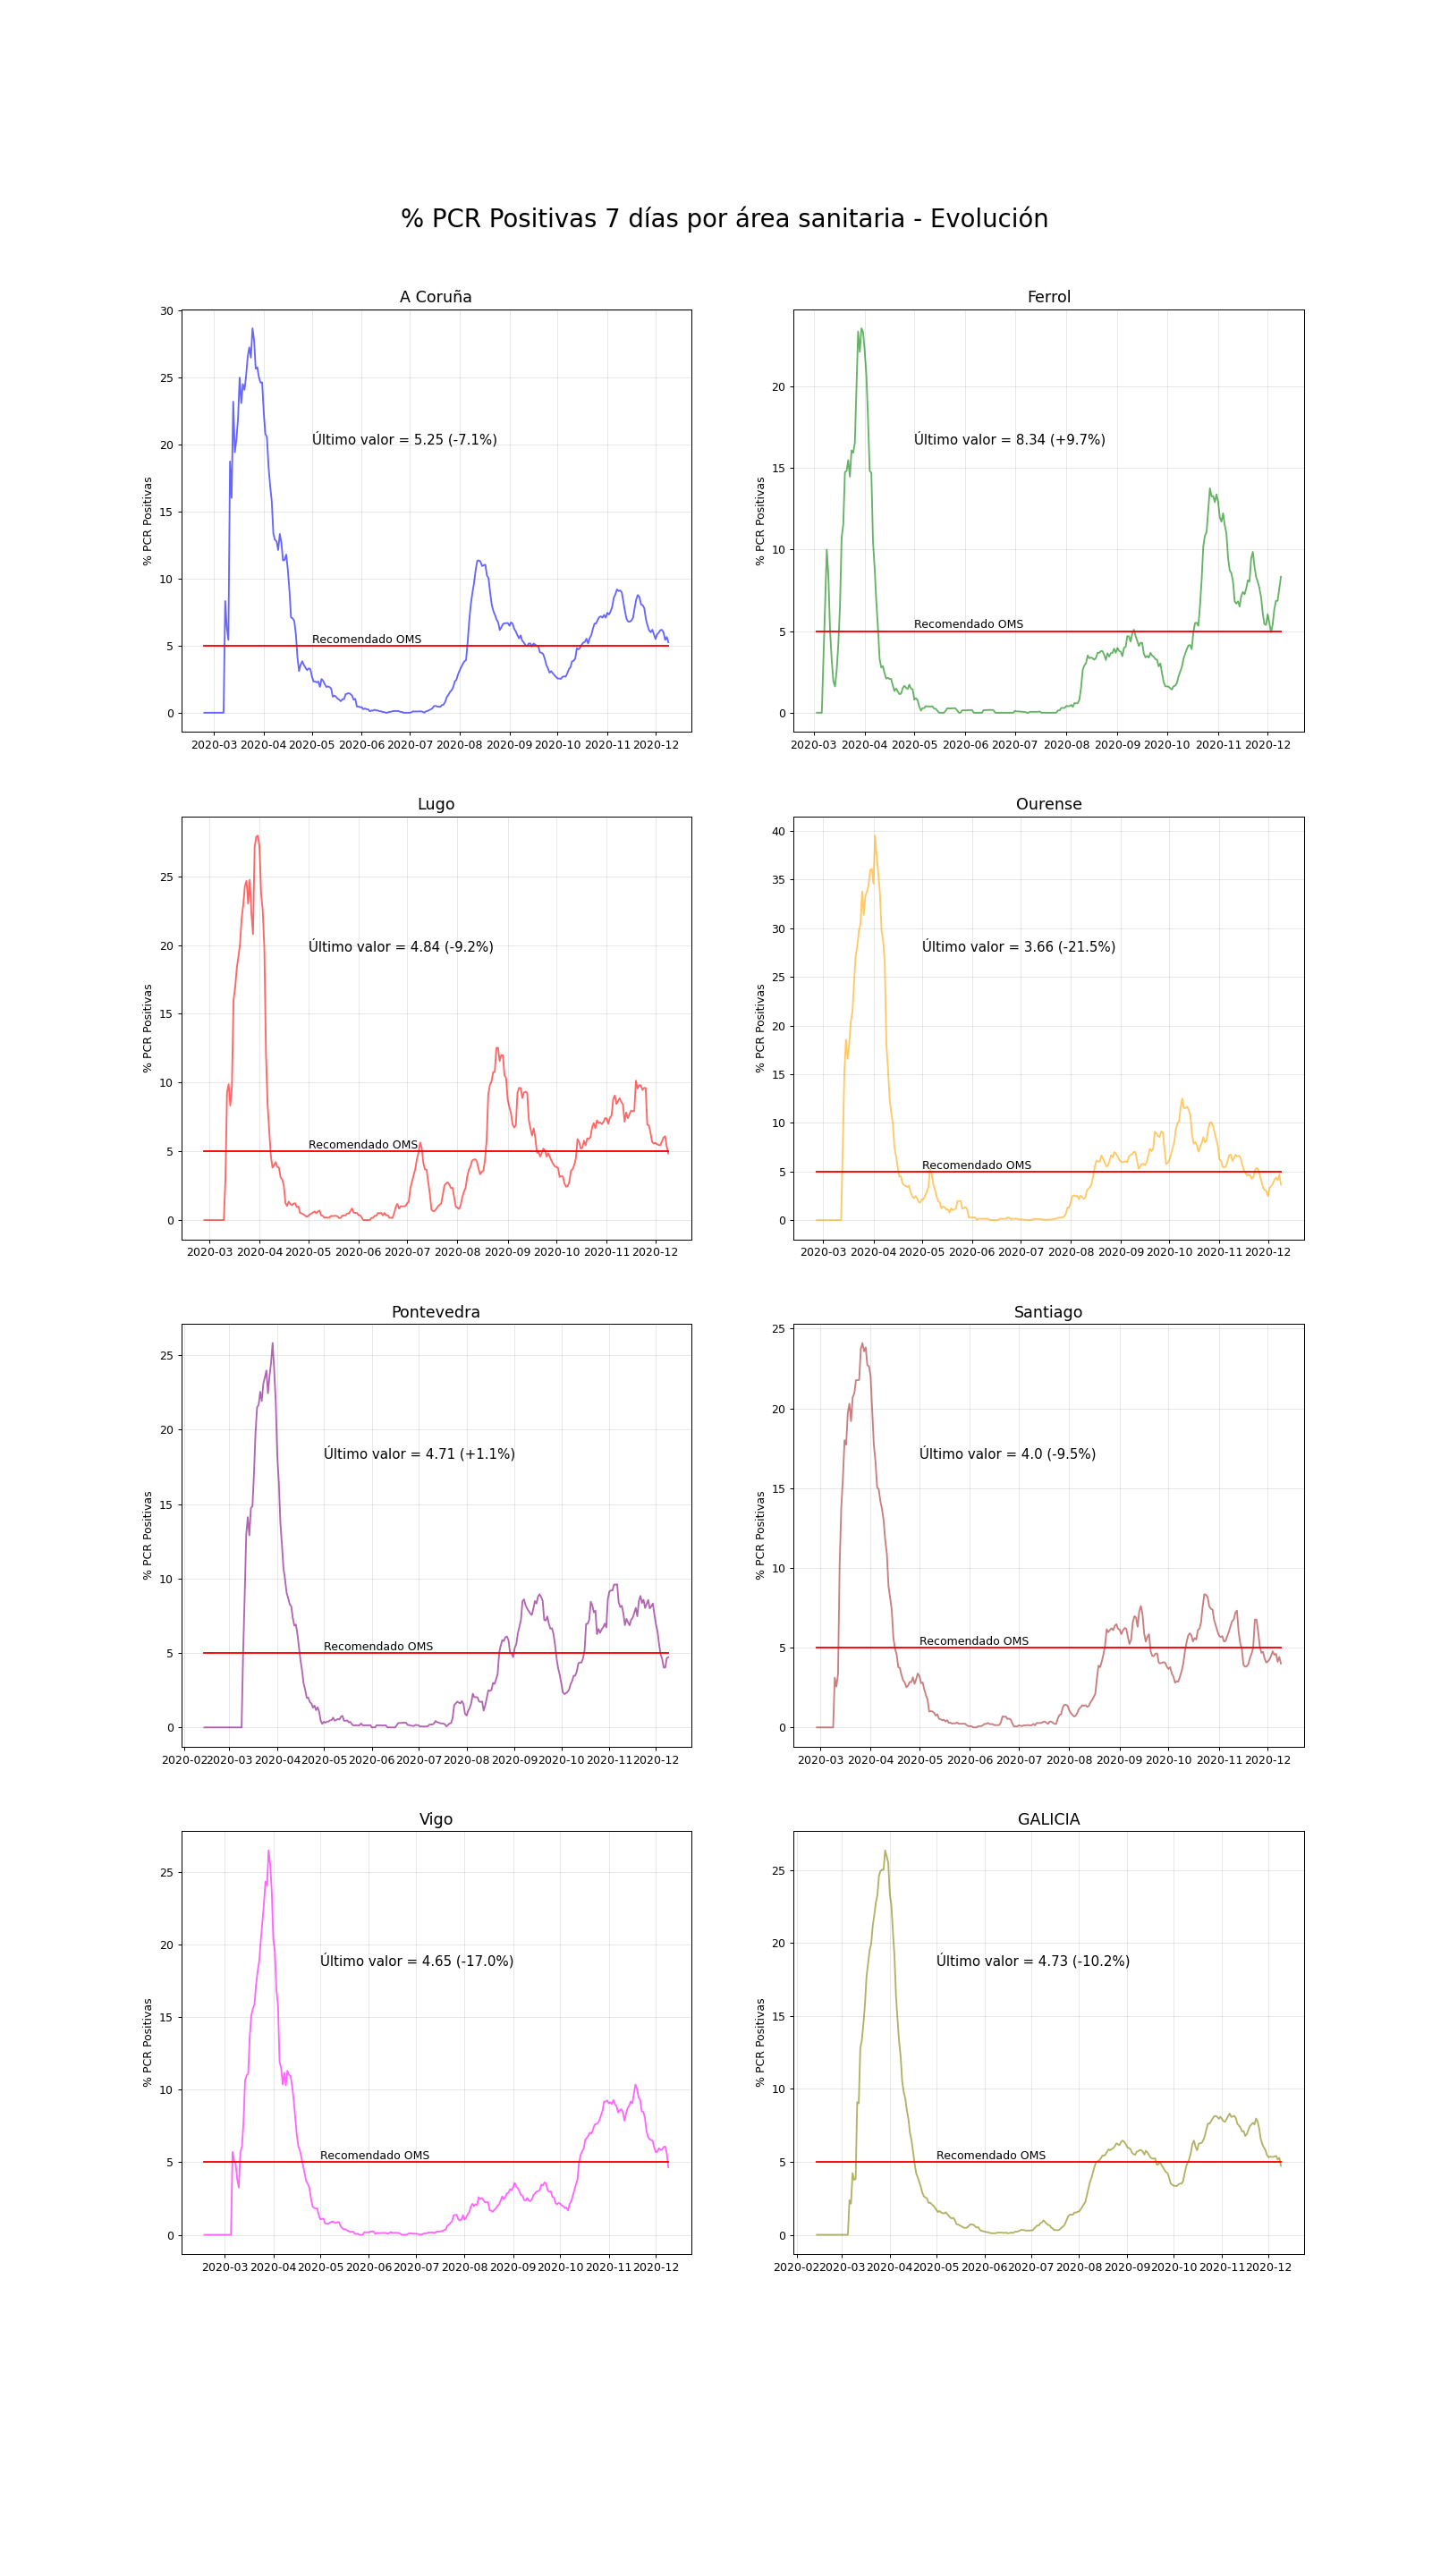 % PCR Positivas 7 días por área sanitaria - Evolución
A Coruña
30
25
20
15
10
5
0
% PCR Positivas
Último valor = 5.25 (-7.1%)
Recomendado OMS
2020-03 2020-04 2020-05 2020-06 2020-07 2020-08 2020-09 2020-10 2020-11 2020-12
Ferrol
20
15
10
5
0
% PCR Positivas
Último valor = 8.34 (+9.7%)
Recomendado OMS
2020-03 2020-04 2020-05 2020-06 2020-07 2020-08 2020-09 2020-10 2020-11 2020-12
Lugo
25
20
15
10
5
0
% PCR Positivas
Último valor = 4.84 (-9.2%)
Recomendado OMS
2020-03 2020-04 2020-05 2020-06 2020-07 2020-08 2020-09 2020-10 2020-11 2020-12
Ourense
40
35
30
25
20
15
10
5
0
% PCR Positivas
Último valor = 3.66 (-21.5%)
Recomendado OMS
2020-03 2020-04 2020-05 2020-06 2020-07 2020-08 2020-09 2020-10 2020-11 2020-12
Pontevedra
25
20
15
10
5
0
% PCR Positivas
Último valor = 4.71 (+1.1%)
Recomendado OMS
2020-02 2020-03 2020-04 2020-05 2020-06 2020-07 2020-08 2020-09 2020-10 2020-11 2020-12
Santiago
25
20
15
10
5
0
% PCR Positivas
Último valor = 4.0 (-9.5%)
Recomendado OMS
2020-03 2020-04 2020-05 2020-06 2020-07 2020-08 2020-09 2020-10 2020-11 2020-12
Vigo
25
20
15
10
5
0
% PCR Positivas
Último valor = 4.65 (-17.0%)
Recomendado OMS
2020-03 2020-04 2020-05 2020-06 2020-07 2020-08 2020-09 2020-10 2020-11 2020-12
GALICIA
25
20
15
10
5
0
% PCR Positivas
Último valor = 4.73 (-10.2%)
Recomendado OMS
2020-02 2020-03 2020-04 2020-05 2020-06 2020-07 2020-08 2020-09 2020-10 2020-11 2020-12